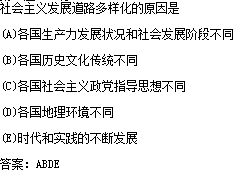 社会主义发展道路多样化的原因是
(A)各国生产力发展状况和社会发展阶段不同
(B)各国历史文化传统不同
(C)各国社会主义政党指导思想不同
(D)各国地理环境不同
(E)时代和实践的不断发展
答案：ABDE